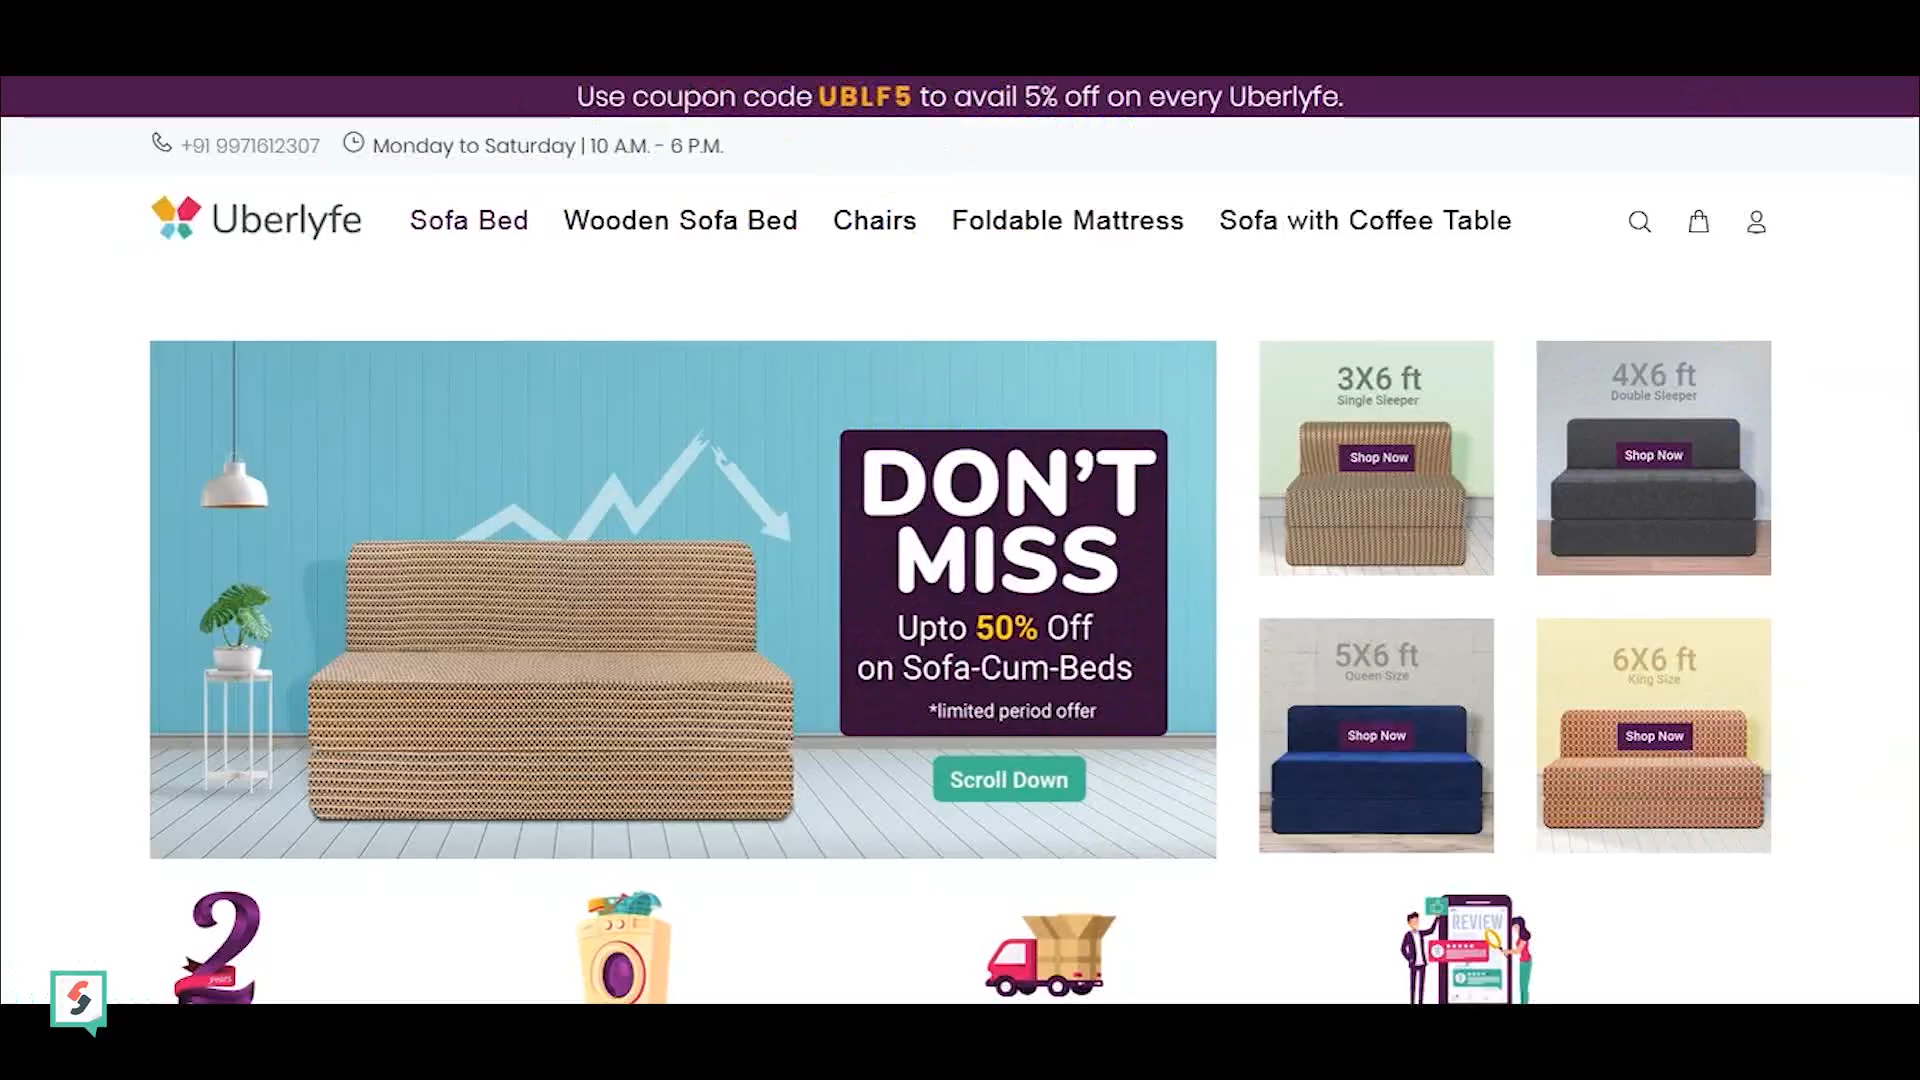 Use coupon code UBLF5 to avail 5% off on every Uberlyfe.
+91 9971612307 Monday to Saturday | 10 A.M. - 6 P.M.
Uberlyfe
Sofa Bed Wooden Sofa Bed Chairs Foldable Mattress Sofa with Coffee Table
DON'T
MISS
Upto 50% Off
on Sofa-Cum-Beds
*limited period offer
Scroll Down
3X6 ft
Single Sleeper
Shop Now
4X6 ft
Double Sleeper
Shop Now
5X6 ft
Queen Size
Shop Now
6X6 ft
King Size
Shop Now
2
years
REVIEW